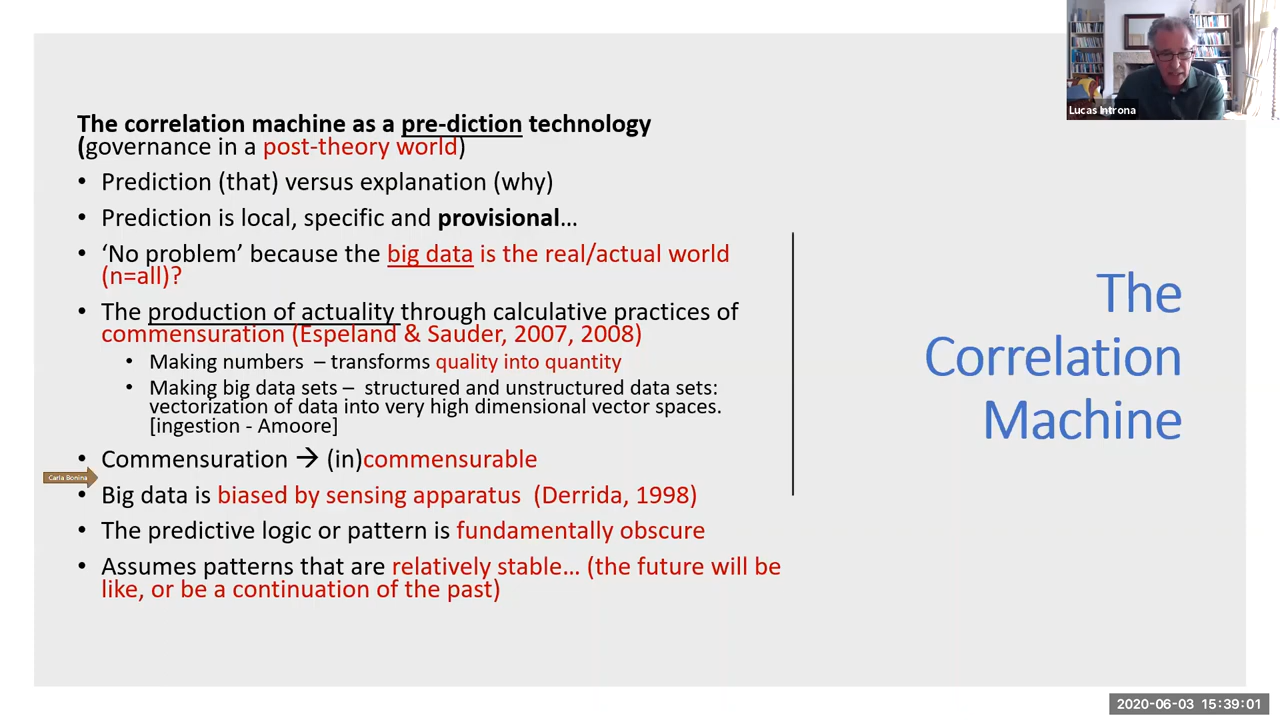 Lucas Introna
The correlation machine as a pre-diction technology
(governance in a post-theory world)
• Prediction (that) versus explanation (why)
• Prediction is local, specific and provisional…
• ‘No problem’ because the big data is the real/actual world
(n=all)?
• The production of actuality through calculative practices of
commensuration (Espeland & Sauder, 2007, 2008)
• Making numbers – transforms quality into quantity
• Making big data sets – structured and unstructured data sets:
vectorization of data into very high dimensional vector spaces.
[ingestion - Amoore]
• Commensuration → (in)commensurable
Carla Bonina
• Big data is biased by sensing apparatus (Derrida, 1998)
• The predictive logic or pattern is fundamentally obscure
• Assumes patterns that are relatively stable… (the future will be
like, or be a continuation of the past)
The
Correlation
Machine
2020-06-03 15:39:01